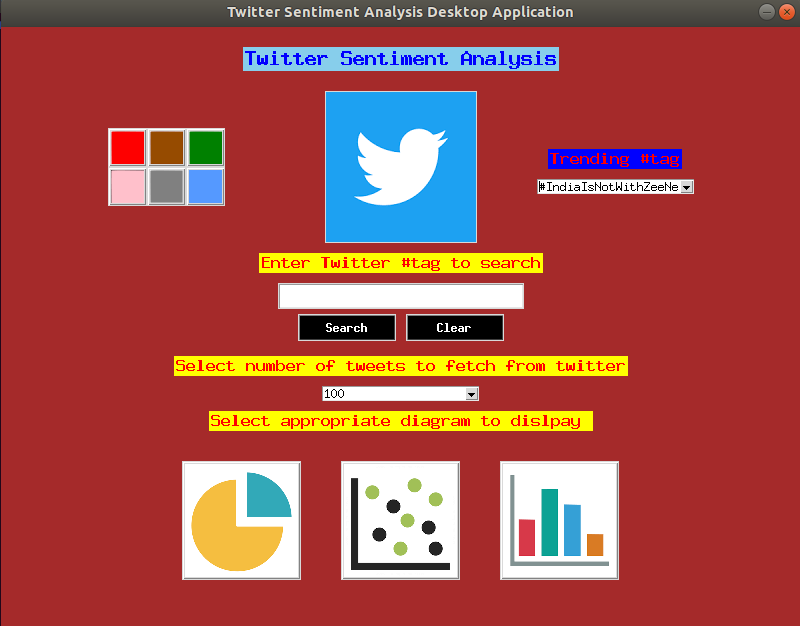 Twitter Sentiment Analysis Desktop Application
Twitter Sentiment Analysis
Trending #tag
#IndiaIsNotWithZeeNe
Enter Twitter #tag to search
Search Clear
Select number of tweets to fetch from twitter
100
Select appropriate diagram to dislpay